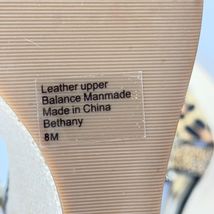 Leather upper
Balance Manmade
Made in China
Bethany
8M